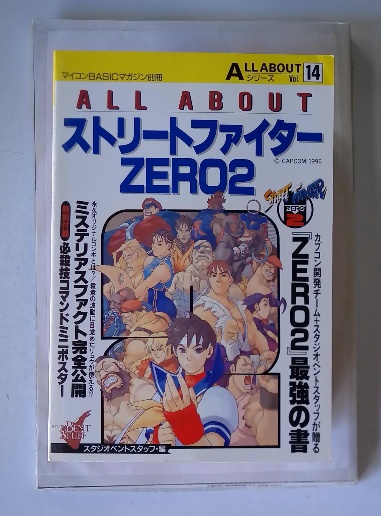 マイコンBASICマガジン別冊
ALL ABOUT
シリーズ Vol. 14
ALL ABOUT
ストリートファイター
ZERO2
© CAPCOM 1996
STREET FIGHTER
ZERO
2
カプコン開発チーム+スタジオベントスタッフが贈る
『ZERO2』最強の書
ミステリアスファクト完全公開
必殺技コマンドミニポスター
スタジオベントスタッフ・編